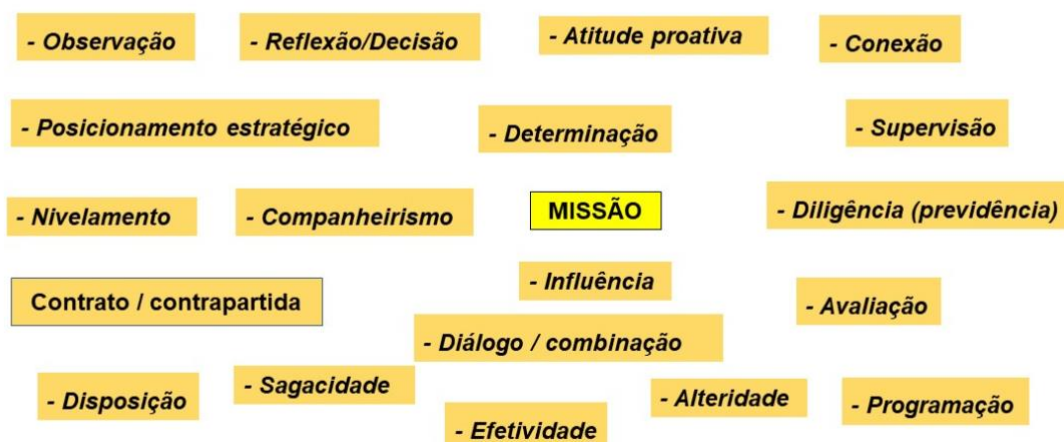 - Observação
- Reflexão/Decisão
- Atitude proativa
- Conexão
- Posicionamento estratégico
- Determinação
- Supervisão
- Nivelamento
- Companheirismo
MISSÃO
- Diligência (previdência)
- Influência
Contrato / contrapartida
- Avaliação
- Diálogo / combinação
- Disposição
- Sagacidade
- Alteridade
- Programação
- Efetividade